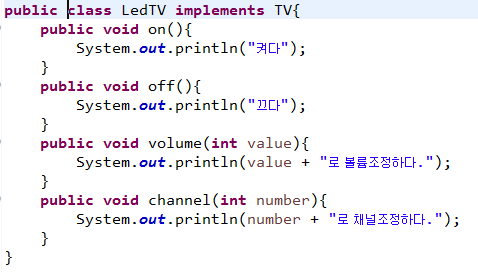 public class LedTV implements TV{
public void on(){
System.out.println("켜다");
}
public void off(){
System.out.println("끄다");
}
public void volume(int value){
System.out.println(value + "로 볼륨조정하다.");
}
public void channel(int number){
System.out.println(number + "로 채널조정하다.");
}
}